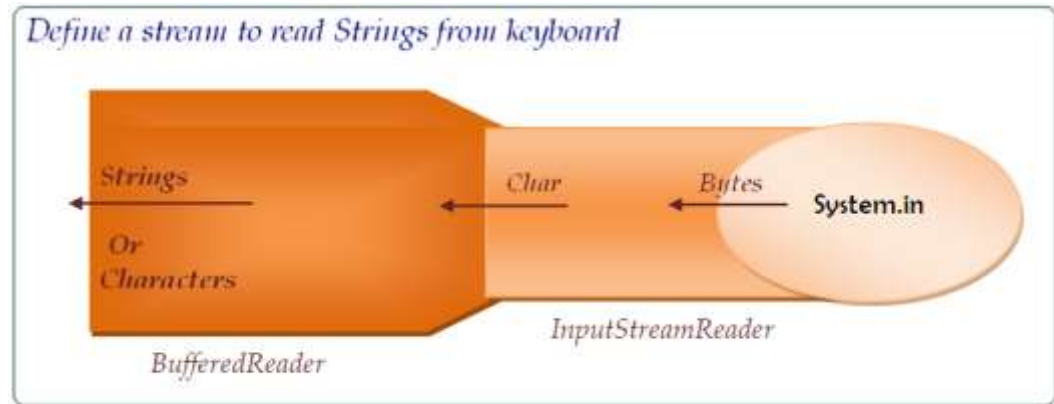 Define a stream to read Strings from keyboard
Strings
Or
Characters
Char
Bytes
System.in
InputStreamReader
BufferedReader